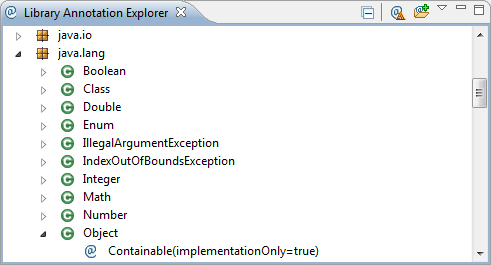 Library Annotation Explorer
java.io
java.lang
Boolean
Class
Double
Enum
IllegalArgumentException
IndexOutOfBoundsException
Integer
Math
Number
Object
@ Containable(implementationOnly=true)